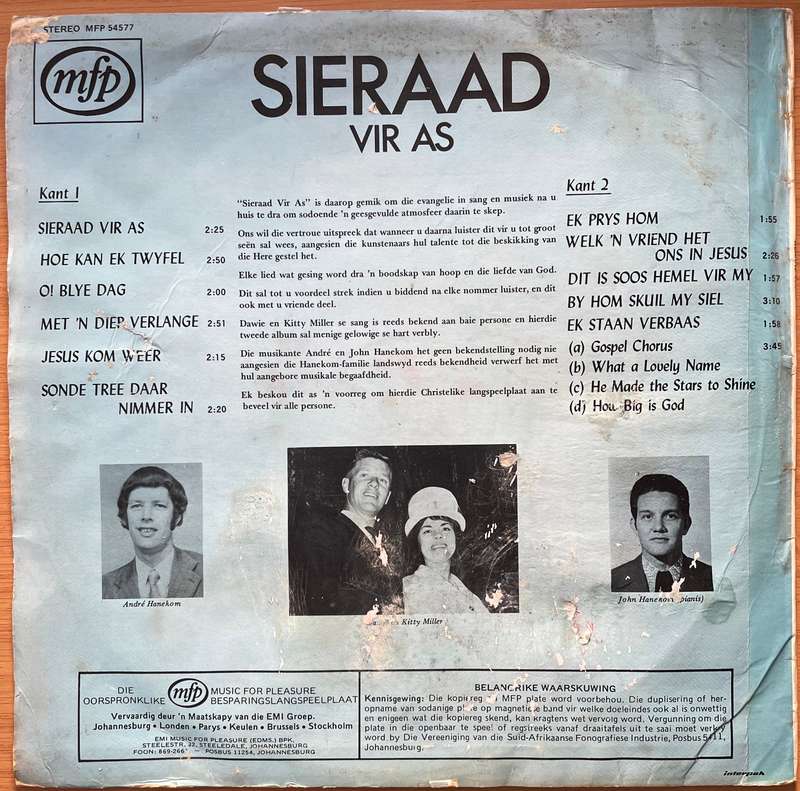 STEREO MFP 54577
mfp
SIERAAD
VIR AS
Kant 1
SIERAAD VIR AS 2:25
HOE KAN EK TWYFEL 2:50
O! BLYE DAG 2:00
MET 'N DIEP VERLANGE 2:51
JESUS KOM WEER 2:15
SONDE TREE DAAR
NIMMER IN 2:20
"Sieraad Vir As" is daarop gemik om die evangelie in sang en musiek na u
huis te dra om sodoende 'n geesgevulde atmosfeer daarin te skep.
Ons wil die vertroue uitspreek dat wanneer u daarna luister dit vir u tot groot
seën sal wees, aangesien die kunstenaars hul talente tot die beskikking van
die Here gestel het.
Elke lied wat gesing word dra 'n boodskap van hoop en die liefde van God.
Dit sal tot u voordeel strek indien u biddend na elke nommer luister, en dit
ook met u vriende deel.
Dawie en Kitty Miller se sang is reeds bekend aan baie persone en hierdie
tweede album sal menige gelowige se hart verbly.
Die musikante André en John Hanekom het geen bekendstelling nodig nie
aangesien die Hanekom-familie landswyd reeds bekendheid verwerf het met
hul aangebore musikale begaafdheid.
Ek beskou dit as 'n voorreg om hierdie Christelike langspeelplaat aan te
beveel vir alle persone.
Kant 2
EK PRYS HOM 1:55
WELK 'N VRIEND HET
ONS IN JESUS 2:26
DIT IS SOOS HEMEL VIR MY 1:57
BY HOM SKUIL MY SIEL 3:10
EK STAAN VERBAAS 1:58
(a) Gospel Chorus 3:45
(b) What a Lovely Name
(c) He Made the Stars to Shine
(d) How Big is God
André Hanekom
Kitty Miller
John Hanekom (pianis)
DIE
OORSPRONKLIKE
mfp
MUSIC FOR PLEASURE
BESPARINGSLANGSPEELPLAAT
Vervaardig deur 'n Maatskapy van die EMI Groep.
Johannesburg • Londen • Parys • Keulen • Brussels • Stockholm
EMI MUSIC FOR PLEASURE (EDMS.) BPK.
STEELESTR, 22, STEELEDALE, JOHANNESBURG
FOON: 869-266 — POSBUS 11254, JOHANNESBURG
BELANGRIKE WAARSKUWING
Kennisgewing: Die kopiereg in MFP plate word voorbehou. Die duplisering of her-
opname van sodanige plate op magnetiese band vir welke doeleindes ook al is onwettig
en enigeen wat die kopiereg skend, kan kragtens wet vervolg word. Vergunning om die
plate in die openbaar te speel of regstreeks vanaf draaitafels uit te saai moet verkry
word by Die Vereeniging van die Suid-Afrikaanse Fonografiese Industrie, Posbus
Johannesburg.
interpak